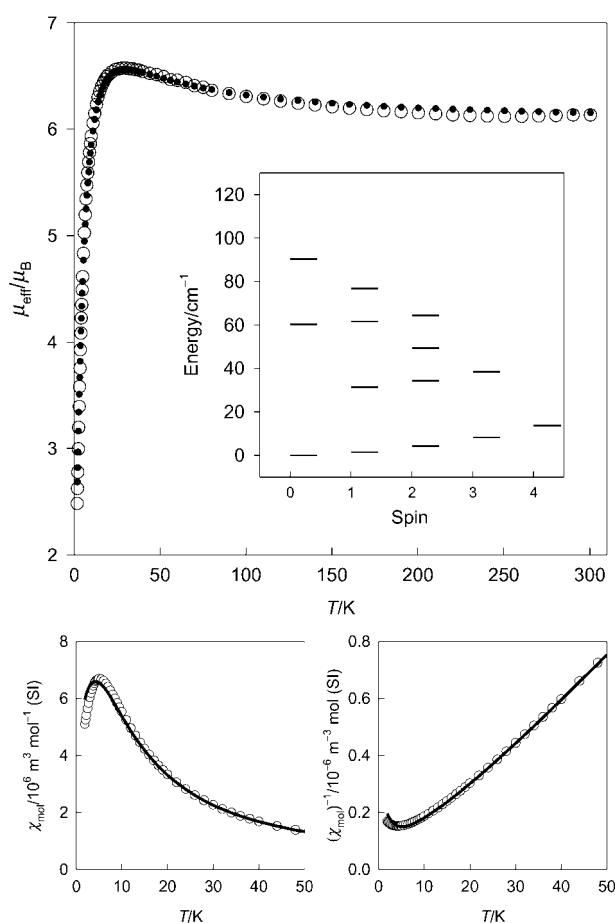 7
6
5
4
3
2
μeff/μB
0 50 100 150 200 250 300
T/K
120
100
80
60
40
20
0
Energy/cm⁻¹
0 1 2 3 4
Spin
8
6
4
2
0
χmol/10⁶ m³ mol⁻¹ (SI)
0 10 20 30 40 50
T/K
0.8
0.6
0.4
0.2
0.0
(χmol)⁻¹/10⁻⁶ m⁻³ mol (SI)
0 10 20 30 40 50
T/K